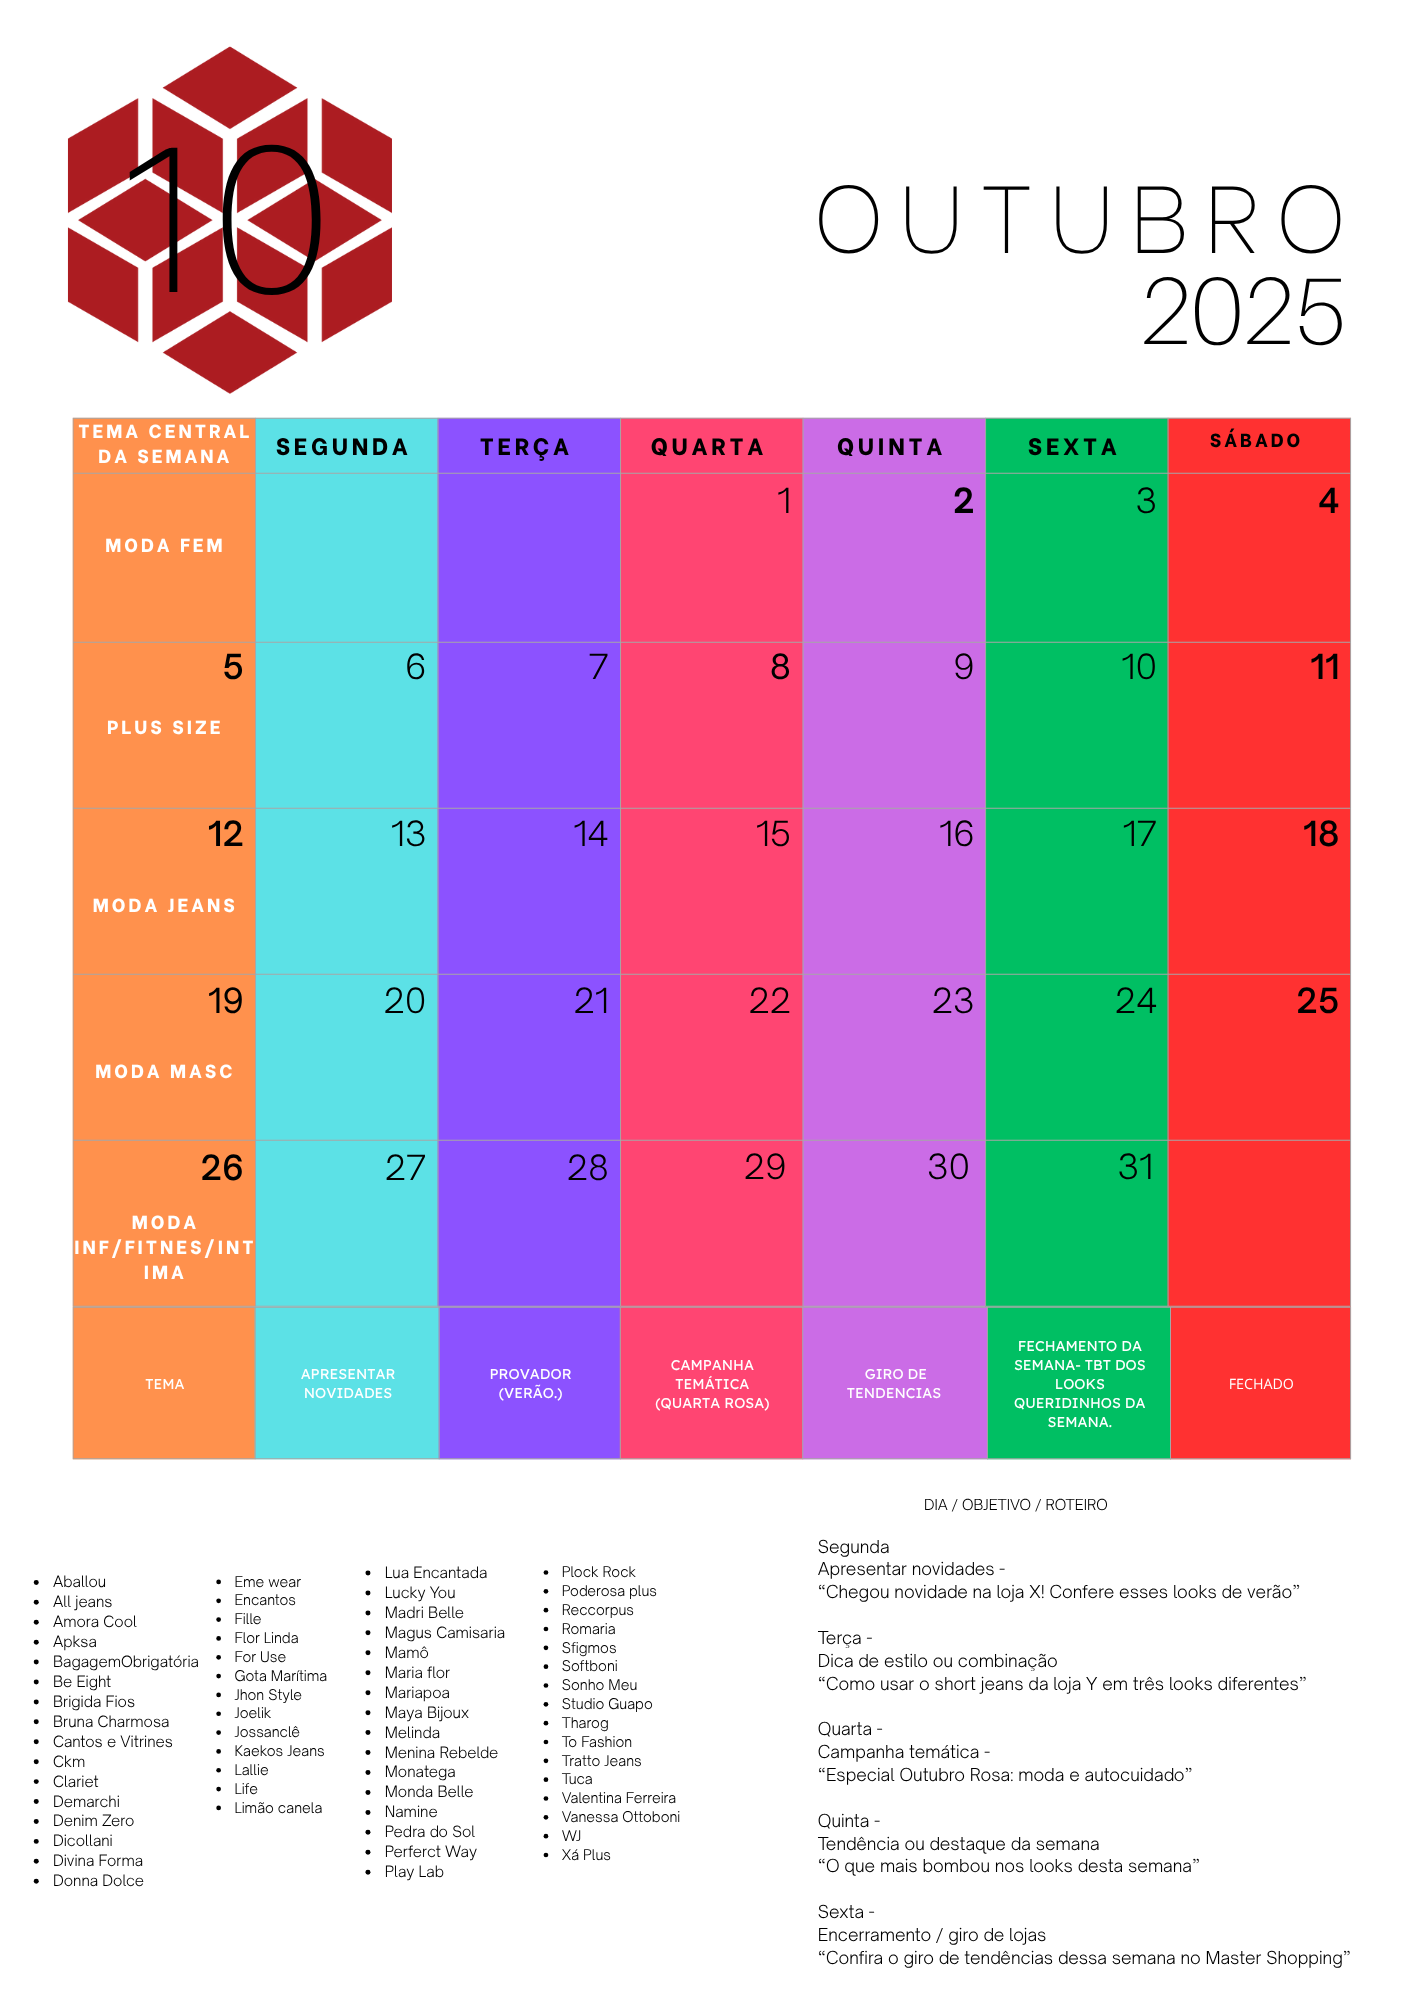 10
OUTUBRO
2025
TEMA CENTRAL
DA SEMANA
SEGUNDA
TERÇA
QUARTA
QUINTA
SEXTA
SÁBADO
MODA FEM
1
2
3
4
5
6
7
8
9
10
11
PLUS SIZE
12
13
14
15
16
17
18
MODA JEANS
19
20
21
22
23
24
25
MODA MASC
26
27
28
29
30
31
MODA
INF/FITNES/INT
IMA
TEMA
APRESENTAR
NOVIDADES
PROVADOR
(VERÃO.)
CAMPANHA
TEMÁTICA
(QUARTA ROSA)
GIRO DE
TENDENCIAS
FECHAMENTO DA
SEMANA- TBT DOS
LOOKS
QUERIDINHOS DA
SEMANA.
FECHADO
Aballou
All jeans
Amora Cool
Apksa
BagagemObrigatória
Be Eight
Brigida Fios
Bruna Charmosa
Cantos e Vitrines
Ckm
Clariet
Demarchi
Denim Zero
Dicollani
Divina Forma
Donna Dolce
Eme wear
Encantos
Fille
Flor Linda
For Use
Gota Marítima
Jhon Style
Joelik
Jossanclê
Kaekos Jeans
Lallie
Life
Limão canela
Lua Encantada
Lucky You
Madri Belle
Magus Camisaria
Mamô
Maria flor
Mariapoa
Maya Bijoux
Melinda
Menina Rebelde
Monatega
Monda Belle
Namine
Pedra do Sol
Perferct Way
Play Lab
Plock Rock
Poderosa plus
Reccorpus
Romaria
Sfigmos
Softboni
Sonho Meu
Studio Guapo
Tharog
To Fashion
Tratto Jeans
Tuca
Valentina Ferreira
Vanessa Ottoboni
WJ
Xá Plus
DIA / OBJETIVO / ROTEIRO
Segunda
Apresentar novidades -
“Chegou novidade na loja X! Confere esses looks de verão”
Terça -
Dica de estilo ou combinação
“Como usar o short jeans da loja Y em três looks diferentes”
Quarta -
Campanha temática -
“Especial Outubro Rosa: moda e autocuidado”
Quinta -
Tendência ou destaque da semana
“O que mais bombou nos looks desta semana”
Sexta -
Encerramento / giro de lojas
“Confira o giro de tendências dessa semana no Master Shopping”